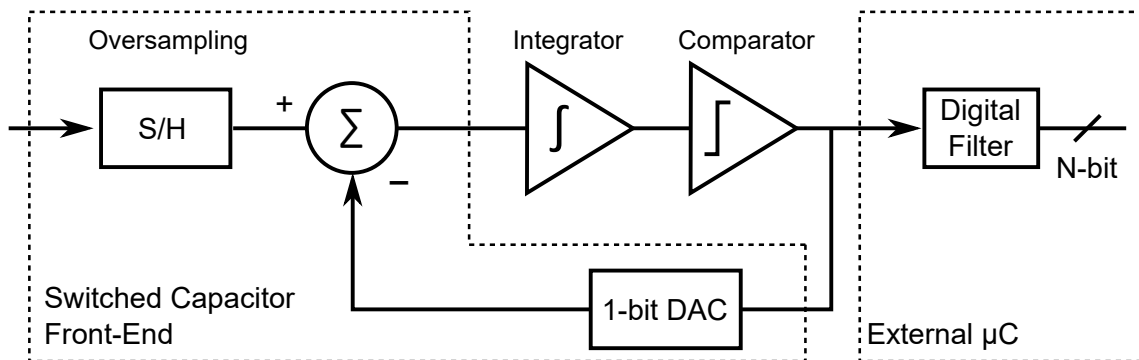 Oversampling
Integrator
Comparator
S/H
+
Σ
−
∫
Digital
Filter
N-bit
1-bit DAC
Switched Capacitor
Front-End
External µC